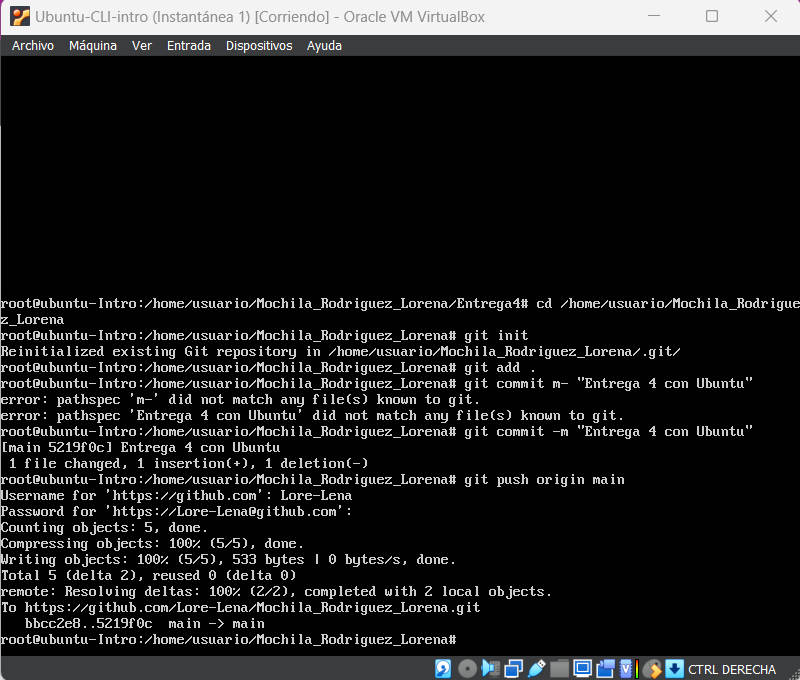 Ubuntu-CLI-intro (Instantánea 1) [Corriendo] - Oracle VM VirtualBox
Archivo Máquina Ver Entrada Dispositivos Ayuda
root@ubuntu-Intro:/home/usuario/Mochila_Rodriguez_Lorena/Entrega4# cd /home/usuario/Mochila_Rodrigue
z_Lorena
root@ubuntu-Intro:/home/usuario/Mochila_Rodriguez_Lorena# git init
Reinitialized existing Git repository in /home/usuario/Mochila_Rodriguez_Lorena/.git/
root@ubuntu-Intro:/home/usuario/Mochila_Rodriguez_Lorena# git add .
root@ubuntu-Intro:/home/usuario/Mochila_Rodriguez_Lorena# git commit m- "Entrega 4 con Ubuntu"
error: pathspec 'm-' did not match any file(s) known to git.
error: pathspec 'Entrega 4 con Ubuntu' did not match any file(s) known to git.
root@ubuntu-Intro:/home/usuario/Mochila_Rodriguez_Lorena# git commit -m "Entrega 4 con Ubuntu"
[main 5219f0c] Entrega 4 con Ubuntu
 1 file changed, 1 insertion(+), 1 deletion(-)
root@ubuntu-Intro:/home/usuario/Mochila_Rodriguez_Lorena# git push origin main
Username for 'https://github.com': Lore-Lena
Password for 'https://Lore-Lena@github.com':
Counting objects: 5, done.
Compressing objects: 100% (5/5), done.
Writing objects: 100% (5/5), 533 bytes | 0 bytes/s, done.
Total 5 (delta 2), reused 0 (delta 0)
remote: Resolving deltas: 100% (2/2), completed with 2 local objects.
To https://github.com/Lore-Lena/Mochila_Rodriguez_Lorena.git
   bbcc2e8..5219f0c  main -> main
root@ubuntu-Intro:/home/usuario/Mochila_Rodriguez_Lorena#
CTRL DERECHA